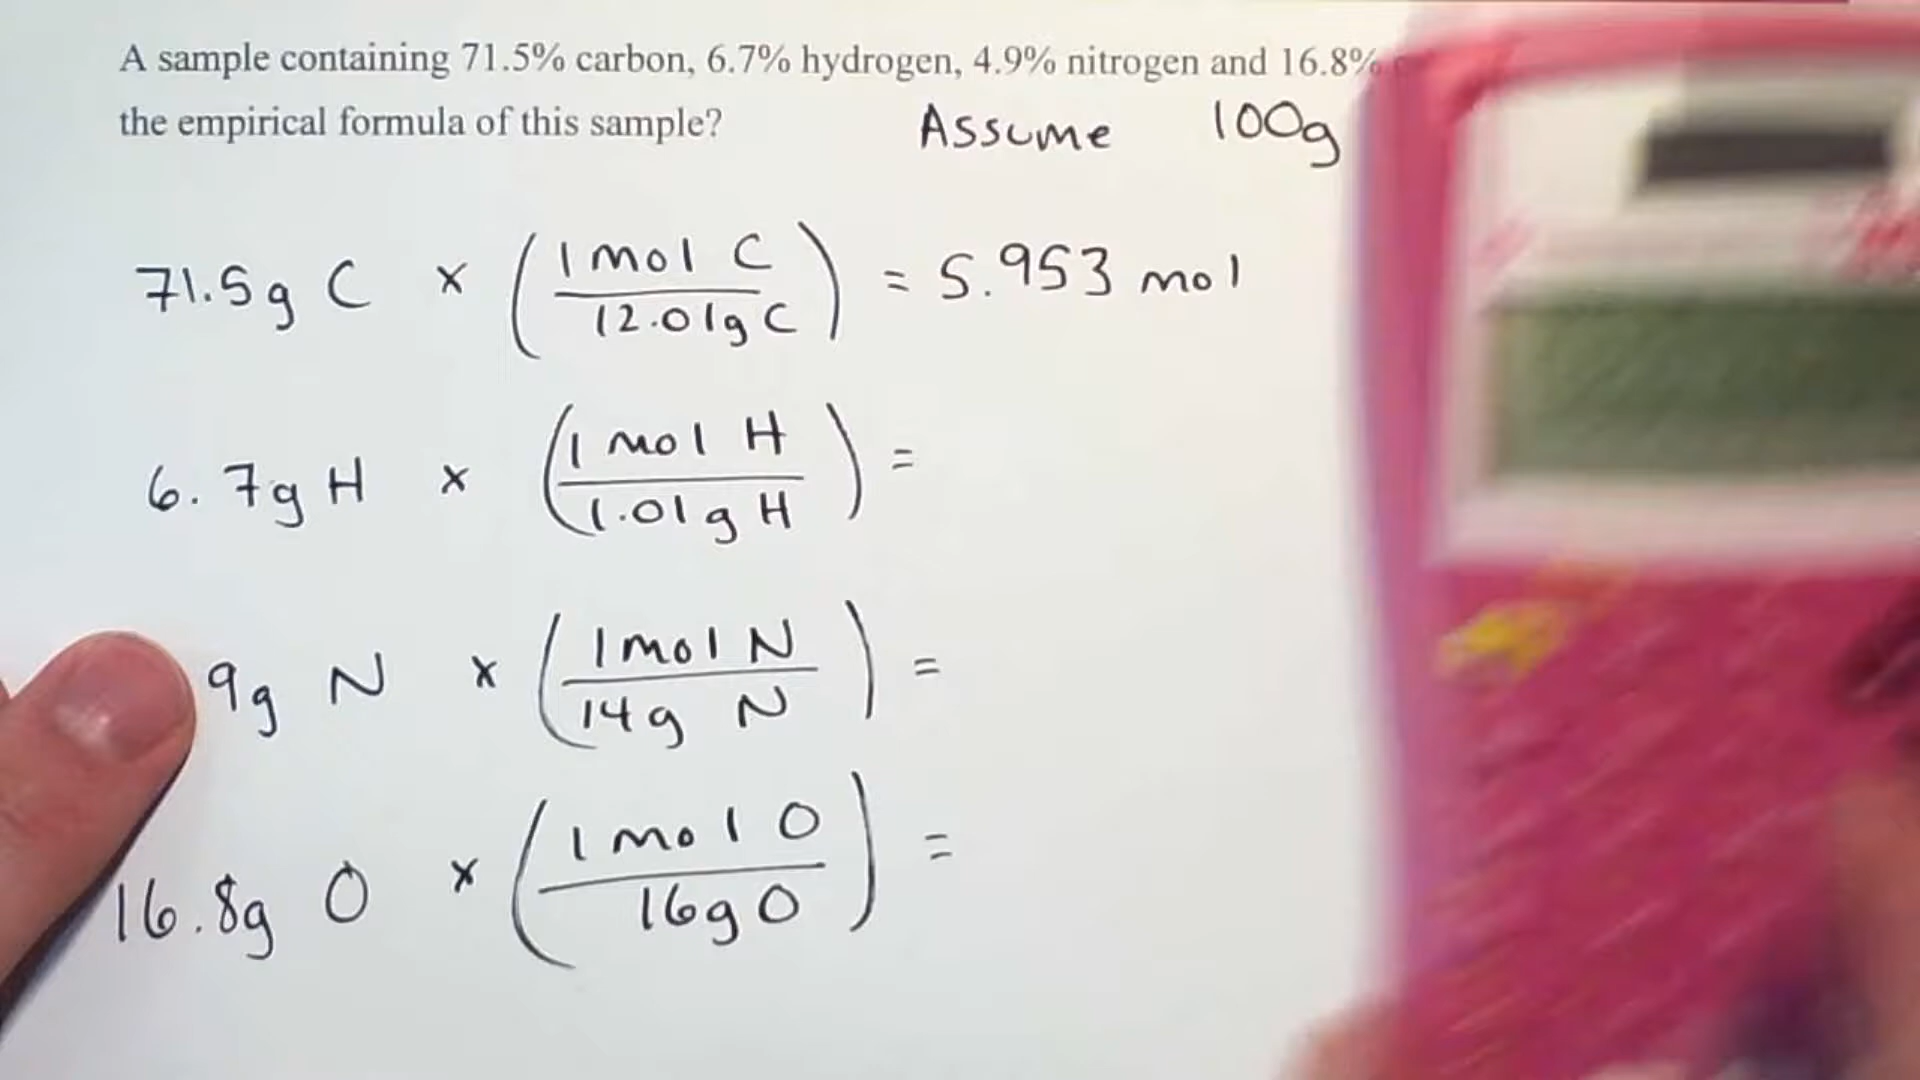 A sample containing 71.5% carbon, 6.7% hydrogen, 4.9% nitrogen and 16.8%
the empirical formula of this sample?
Assume 100g
71.5g C x (1 mol C / 12.01g C) = 5.953 mol
6.7g H x (1 mol H / 1.01g H) =
9g N x (1 mol N / 14g N) =
16.8g O x (1 mol O / 16g O) =